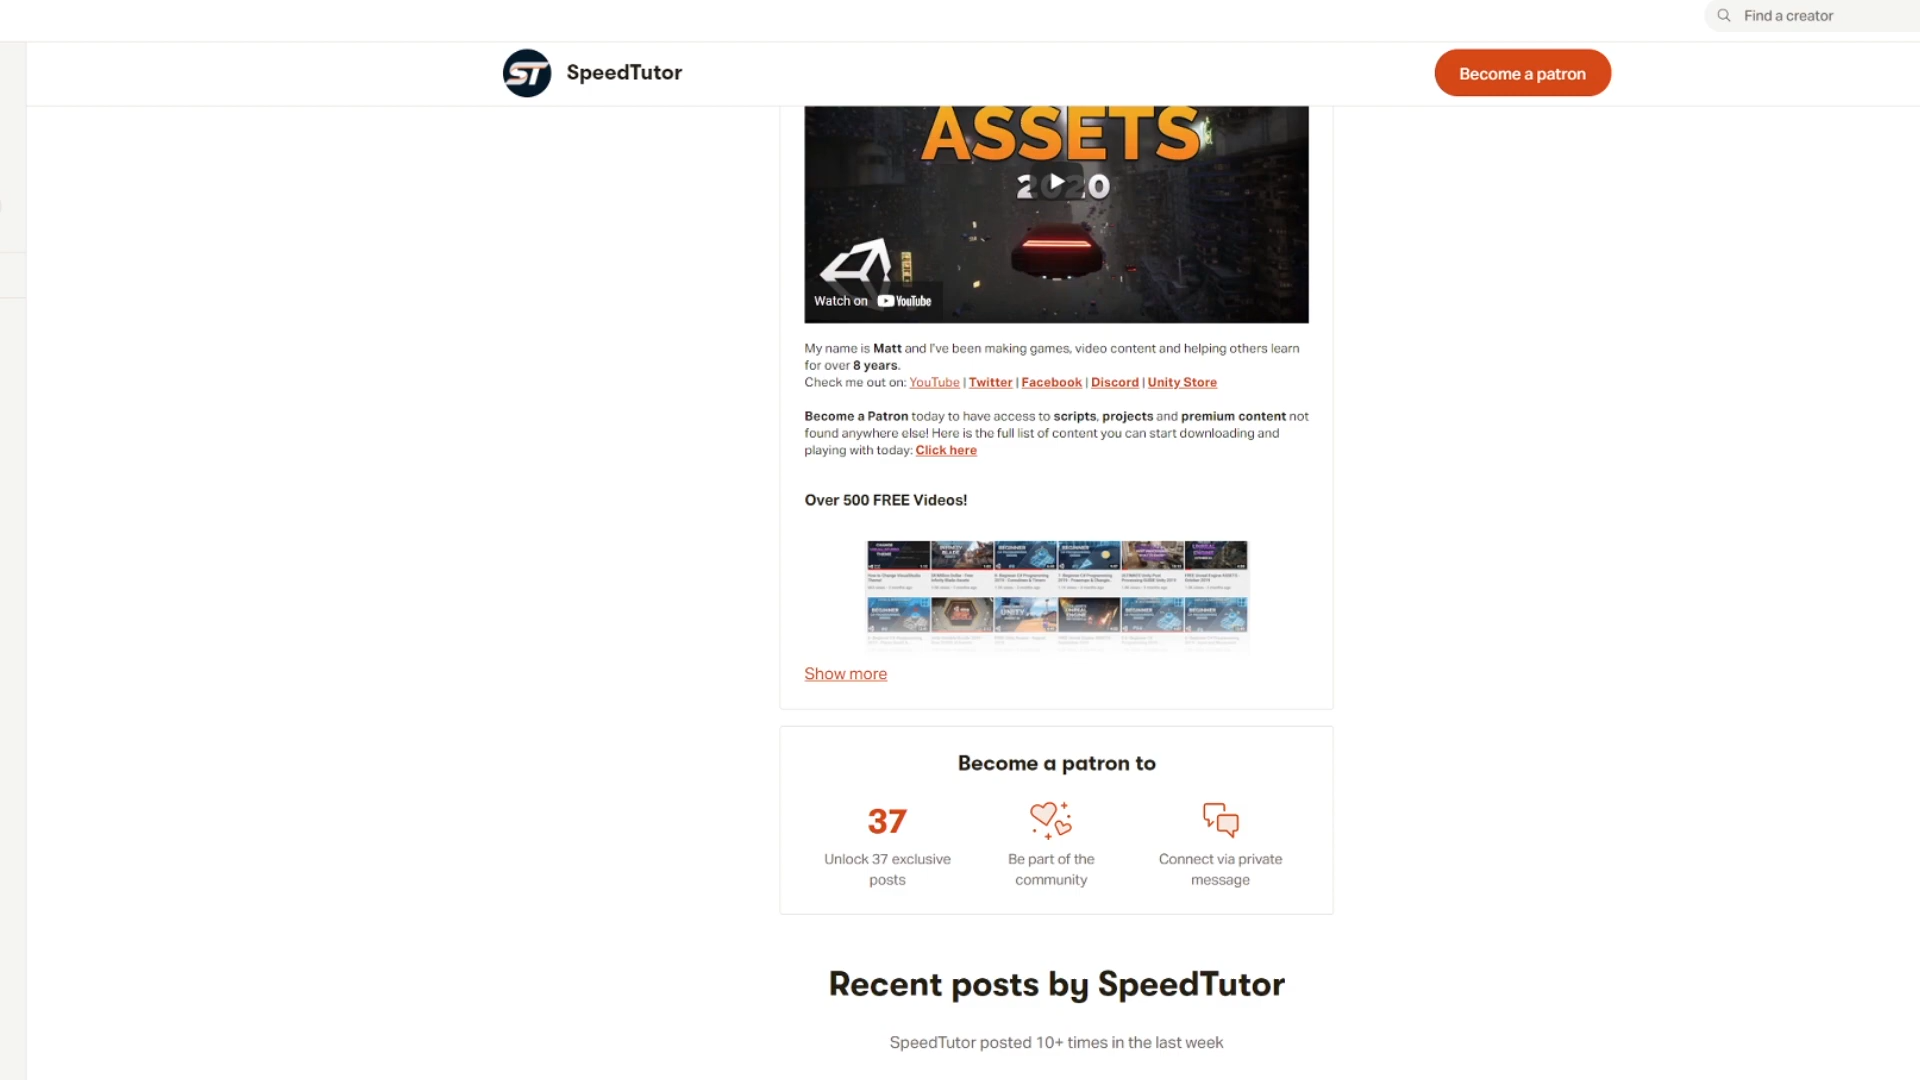 Find a creator
ST SpeedTutor
Become a patron
ASSETS
2020
Watch on YouTube
My name is Matt and I've been making games, video content and helping others learn
for over 8 years.
Check me out on: YouTube | Twitter | Facebook | Discord | Unity Store
Become a Patron today to have access to scripts, projects and premium content not
found anywhere else! Here is the full list of content you can start downloading and
playing with today: Click here
Over 500 FREE Videos!
Show more
Become a patron to
37
Unlock 37 exclusive
posts
Be part of the
community
Connect via private
message
Recent posts by SpeedTutor
SpeedTutor posted 10+ times in the last week